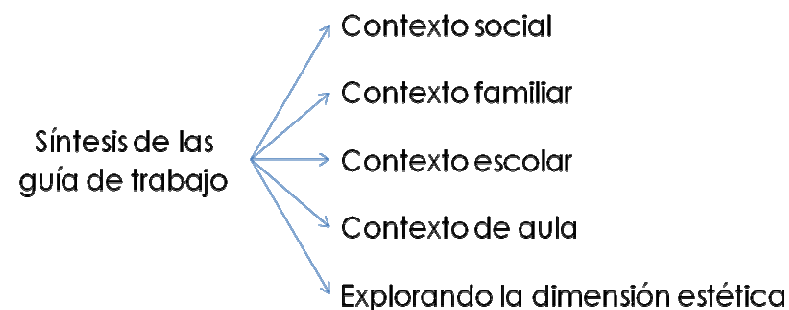 Síntesis de las
guía de trabajo
Contexto social
Contexto familiar
Contexto escolar
Contexto de aula
Explorando la dimensión estética